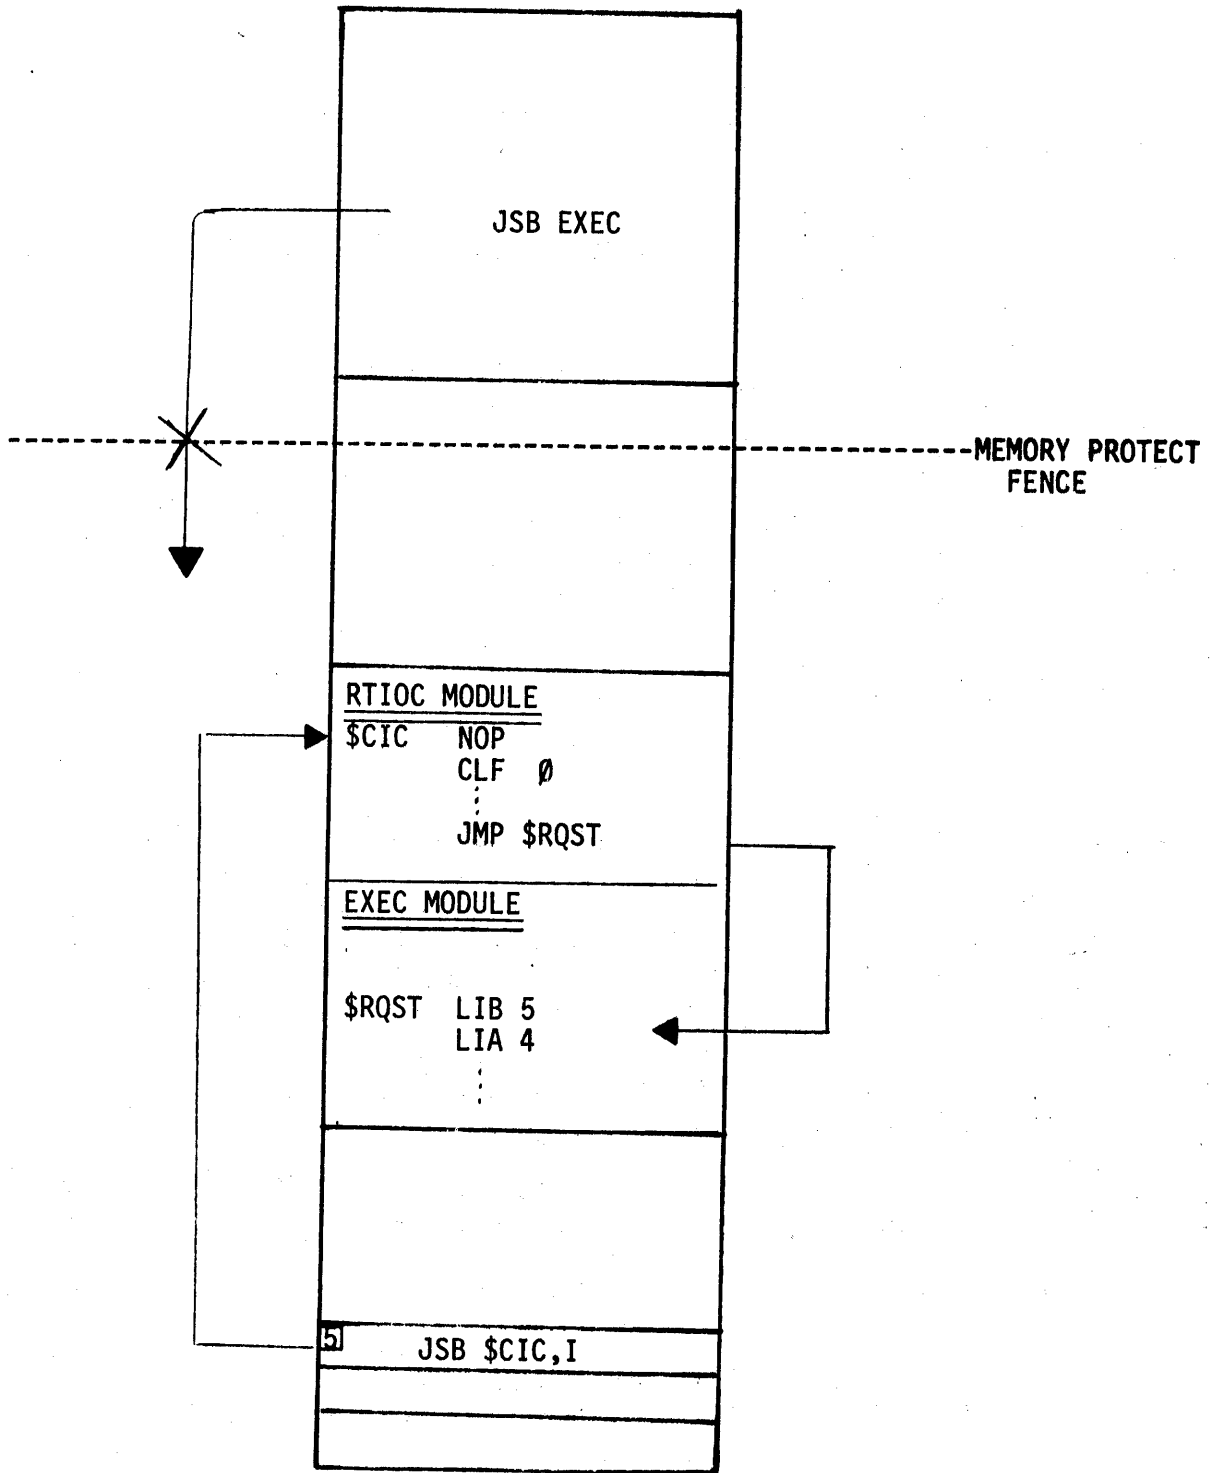 JSB EXEC
MEMORY PROTECT
FENCE
RTIOC MODULE
$CIC NOP
CLF Ø
JMP $RQST
EXEC MODULE
$RQST LIB 5
LIA 4
5 JSB $CIC,I